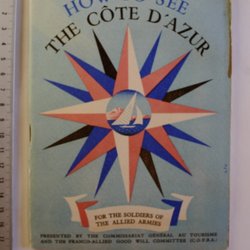 HOW TO SEE
THE CÔTE D'AZUR
FOR THE SOLDIERS OF
THE ALLIED ARMIES
PRESENTED BY THE COMMISSARIAT GENERAL AU TOURISME
AND THE FRANCO-ALLIED GOOD WILL COMMITTEE (C.O.F.B.A.)